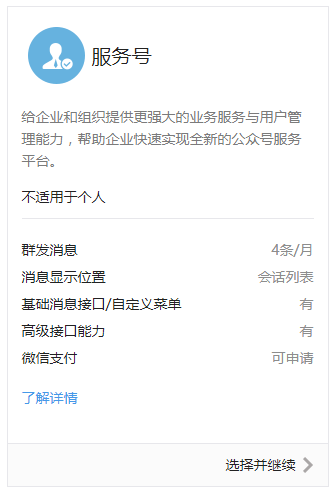 服务号
给企业和组织提供更强大的业务服务与用户管
理能力，帮助企业快速实现全新的公众号服务
平台。
不适用于个人
群发消息 4条/月
消息显示位置 会话列表
基础消息接口/自定义菜单 有
高级接口能力 有
微信支付 可申请
了解详情
选择并继续